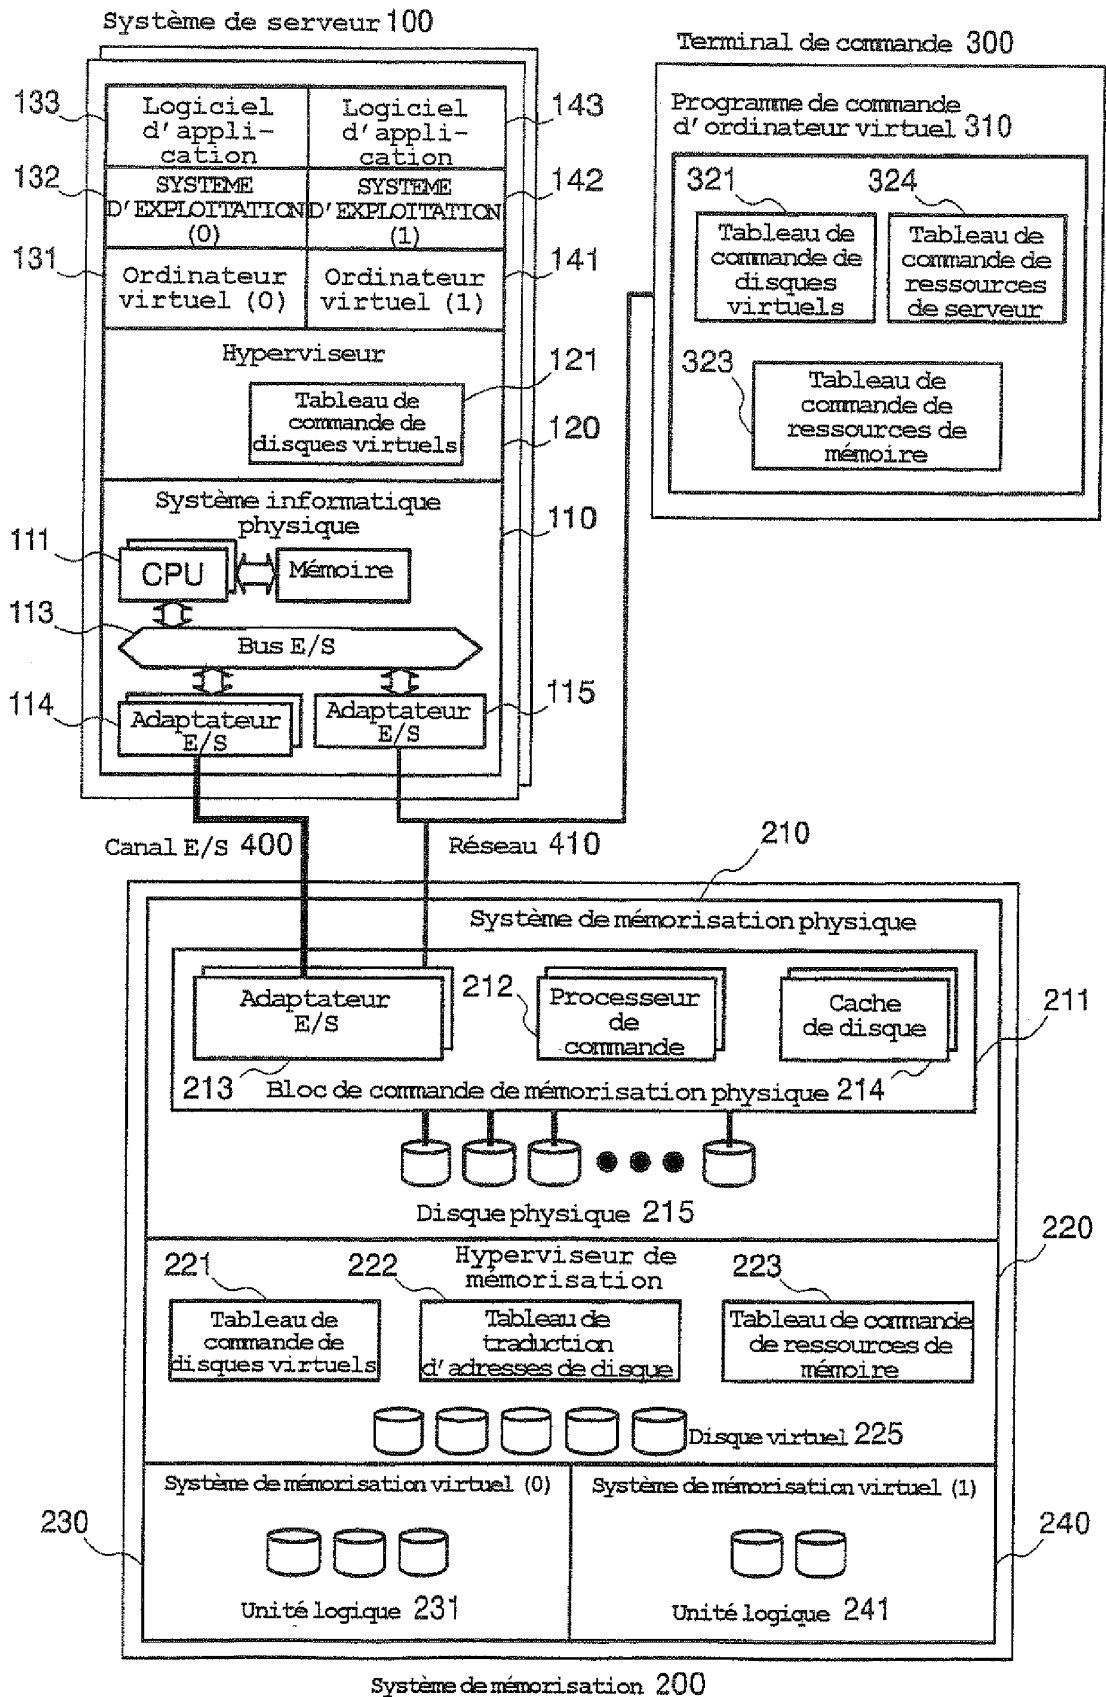 Système de serveur 100
133
Logiciel
d'appli-
cation
Logiciel
d'appli-
cation
143
132
SYSTEME
D'EXPLOITATION
(0)
SYSTEME
D'EXPLOITATION
(1)
142
131
Ordinateur
virtuel (0)
Ordinateur
virtuel (1)
141
Hyperviseur
121
Tableau de
commande de
disques virtuels
120
Système informatique
physique
110
111
CPU
Mémoire
113
Bus E/S
114
Adaptateur
E/S
Adaptateur
E/S
115
Terminal de commande 300
Programme de commande
d'ordinateur virtuel 310
321
324
Tableau de
commande de
disques
virtuels
Tableau de
commande de
ressources
de serveur
323
Tableau de
commande de
ressources de
mémoire
Canal E/S 400
Réseau 410
210
Système de mémorisation physique
Adaptateur
E/S
212
Processeur
de
commande
Cache
de disque
211
213
Bloc de commande de mémorisation physique 214
Disque physique 215
220
Hyperviseur de
mémorisation
221
222
223
Tableau de
commande de
disques virtuels
Tableau de
traduction
d'adresses de disque
Tableau de commande
de ressources de
mémoire
Disque virtuel 225
Système de mémorisation virtuel (0)
Système de mémorisation virtuel (1)
230
240
Unité logique 231
Unité logique 241
Système de mémorisation 200